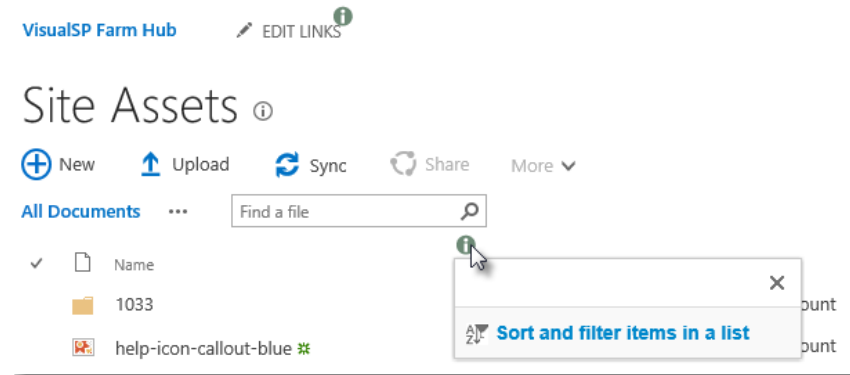 VisualSP Farm Hub EDIT LINKS
Site Assets
New Upload Sync Share More
All Documents ... Find a file
Name
1033 ount
Sort and filter items in a list
help-icon-callout-blue ount